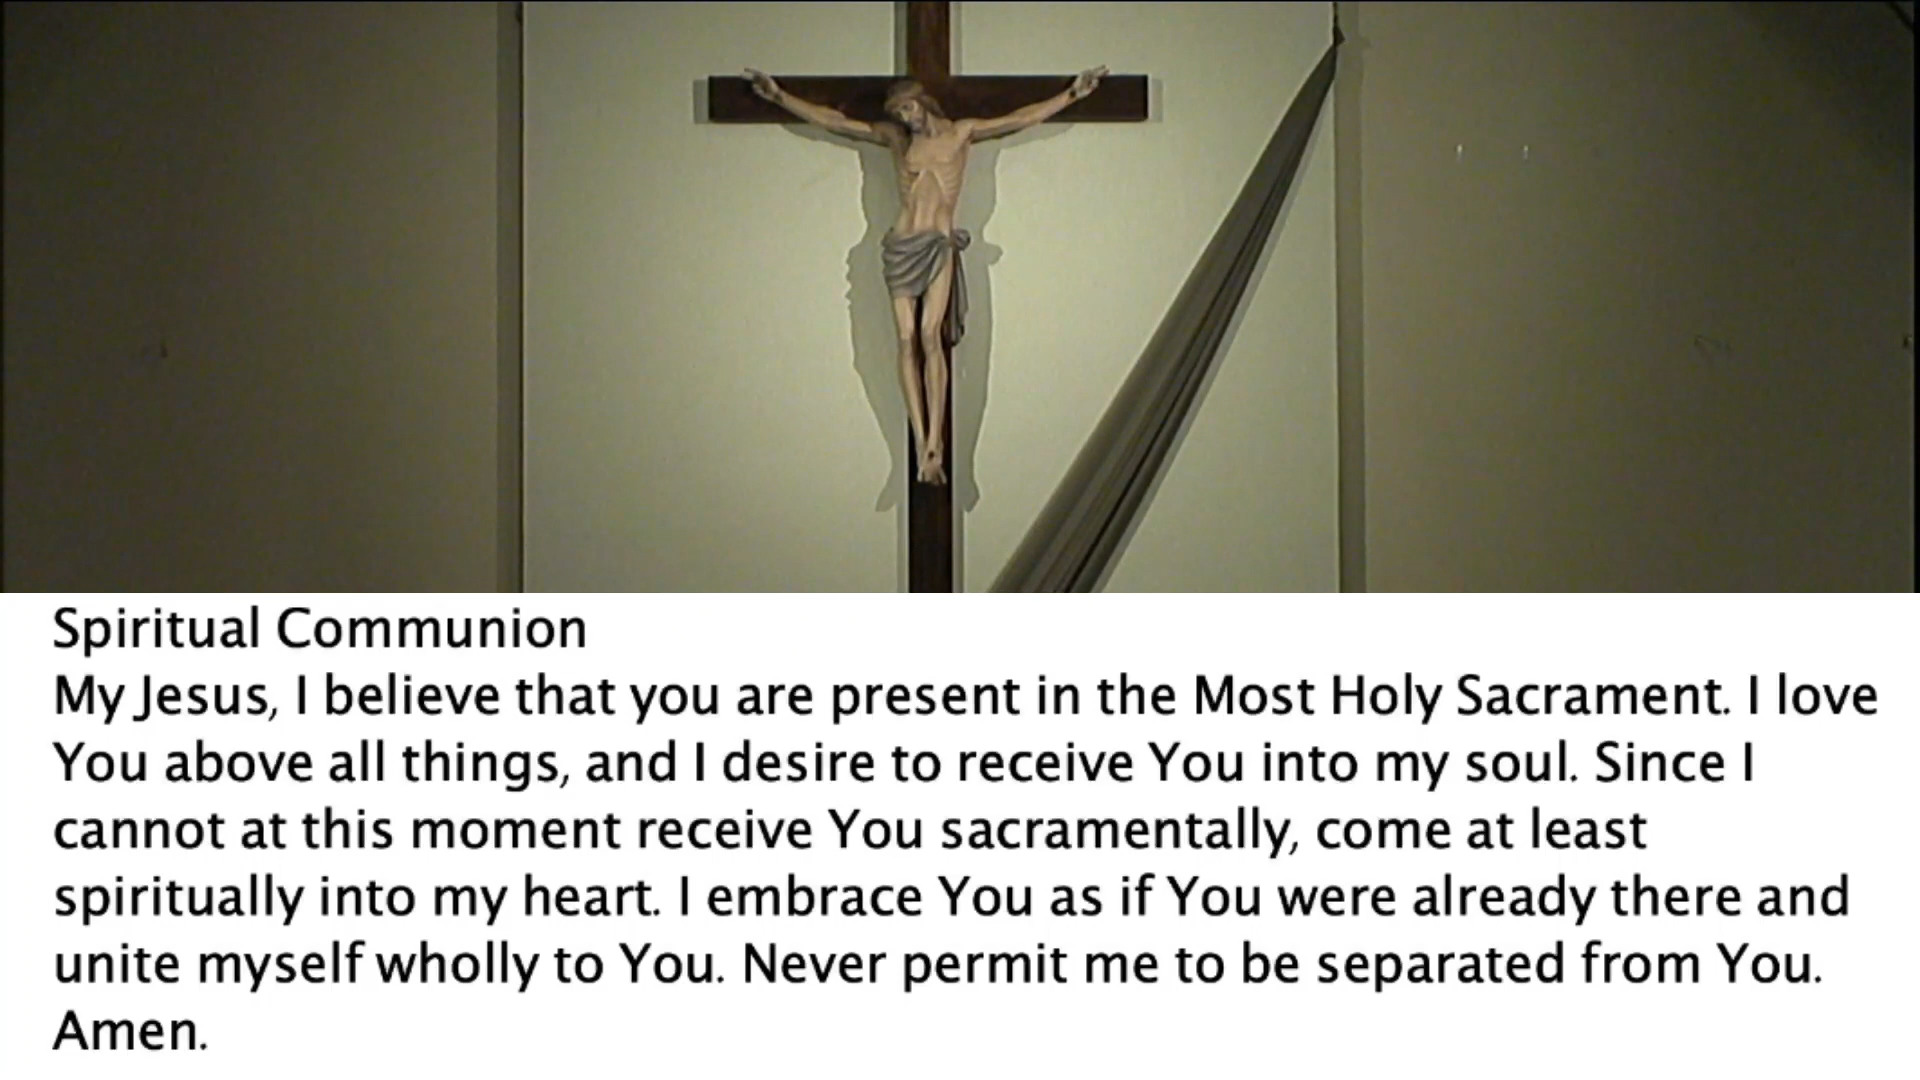 Spiritual Communion
My Jesus, I believe that you are present in the Most Holy Sacrament. I love
You above all things, and I desire to receive You into my soul. Since I
cannot at this moment receive You sacramentally, come at least
spiritually into my heart. I embrace You as if You were already there and
unite myself wholly to You. Never permit me to be separated from You.
Amen.